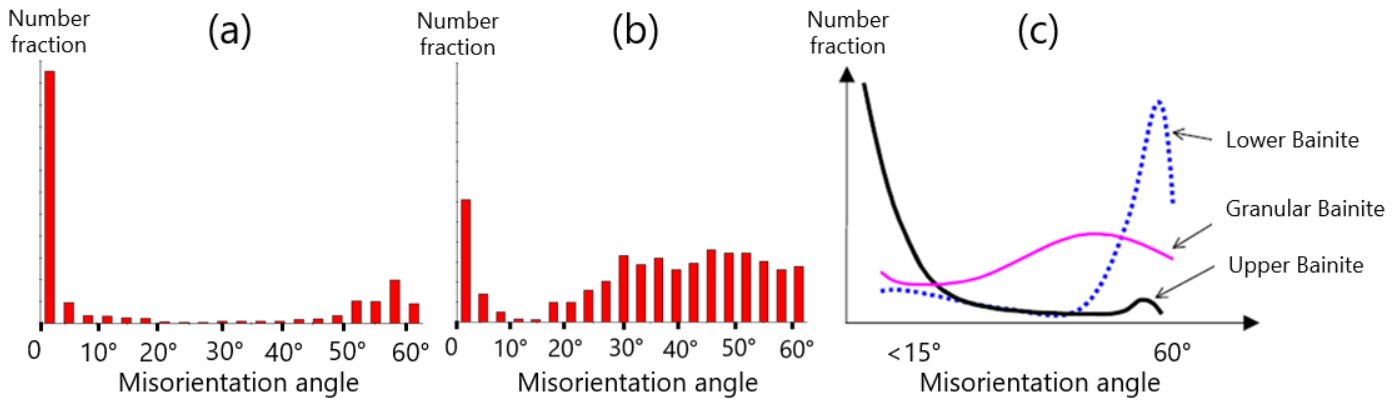 Number
fraction
(a)
0
10°
20°
30°
40°
50°
60°
Misorientation angle
Number
fraction
(b)
0
10°
20°
30°
40°
50°
60°
Misorientation angle
Number
fraction
(c)
Lower Bainite
Granular Bainite
Upper Bainite
<15°
60°
Misorientation angle